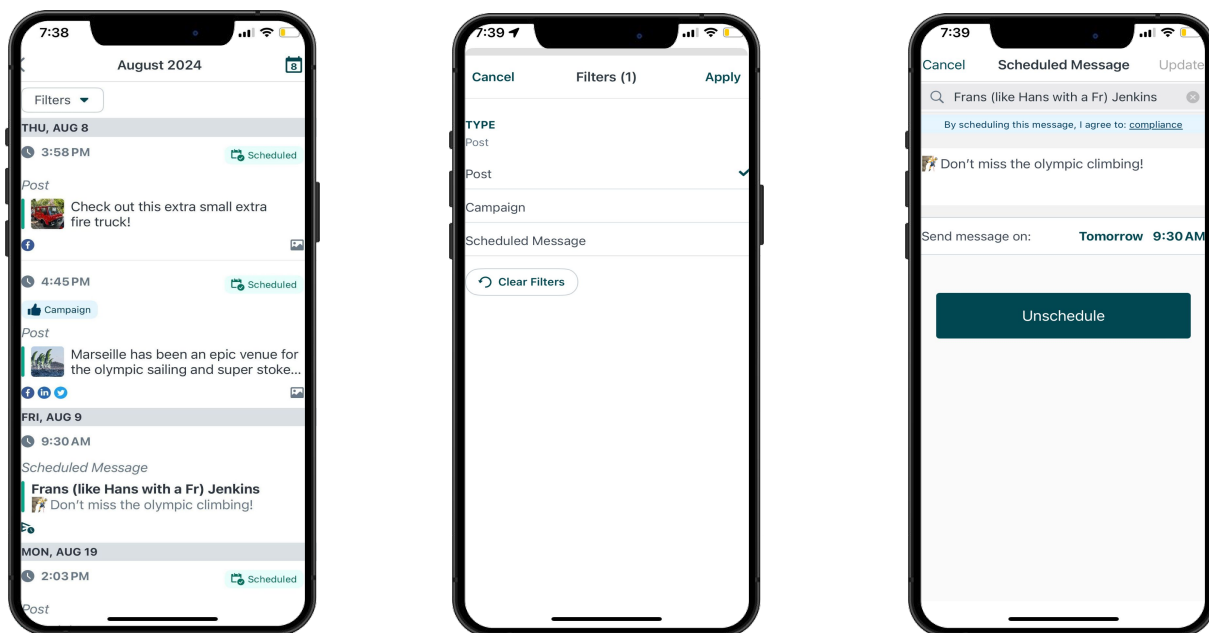 7:38
August 2024
8
Filters
THU, AUG 8
3:58 PM
Scheduled
Post
Check out this extra small extra
fire truck!
4:45 PM
Scheduled
Campaign
Post
Marseille has been an epic venue for
the olympic sailing and super stoke...
FRI, AUG 9
9:30 AM
Scheduled Message
Frans (like Hans with a Fr) Jenkins
🧗 Don't miss the olympic climbing!
MON, AUG 19
2:03 PM
Scheduled
Post
7:39
Cancel
Filters (1)
Apply
TYPE
Post
Post
Campaign
Scheduled Message
Clear Filters
7:39
Cancel
Scheduled Message
Update
Frans (like Hans with a Fr) Jenkins
By scheduling this message, I agree to: compliance
🧗 Don't miss the olympic climbing!
Send message on:
Tomorrow 9:30 AM
Unschedule